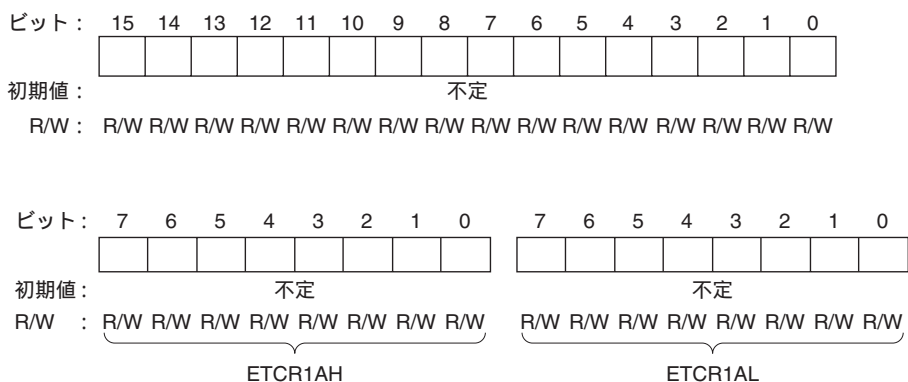 ビット： 15 14 13 12 11 10 9 8 7 6 5 4 3 2 1 0
初期値： 不定
R/W： R/W R/W R/W R/W R/W R/W R/W R/W R/W R/W R/W R/W R/W R/W R/W R/W
ビット： 7 6 5 4 3 2 1 0 7 6 5 4 3 2 1 0
初期値： 不定 不定
R/W ： R/W R/W R/W R/W R/W R/W R/W R/W R/W R/W R/W R/W R/W R/W R/W R/W
ETCR1AH ETCR1AL